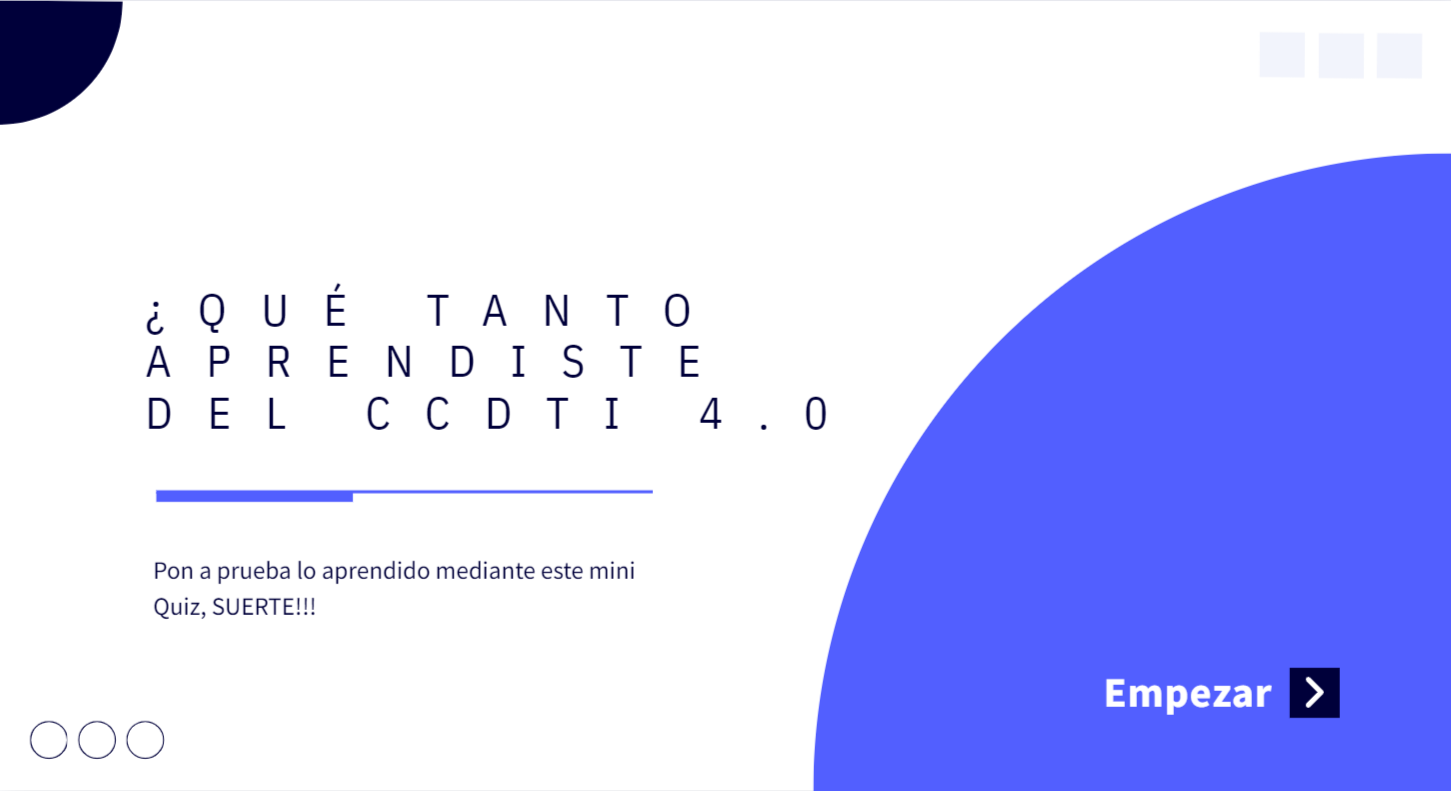 ¿QUÉ TANTO
APRENDISTE
DEL CCDTI 4.0
Pon a prueba lo aprendido mediante este mini
Quiz, SUERTE!!!
Empezar